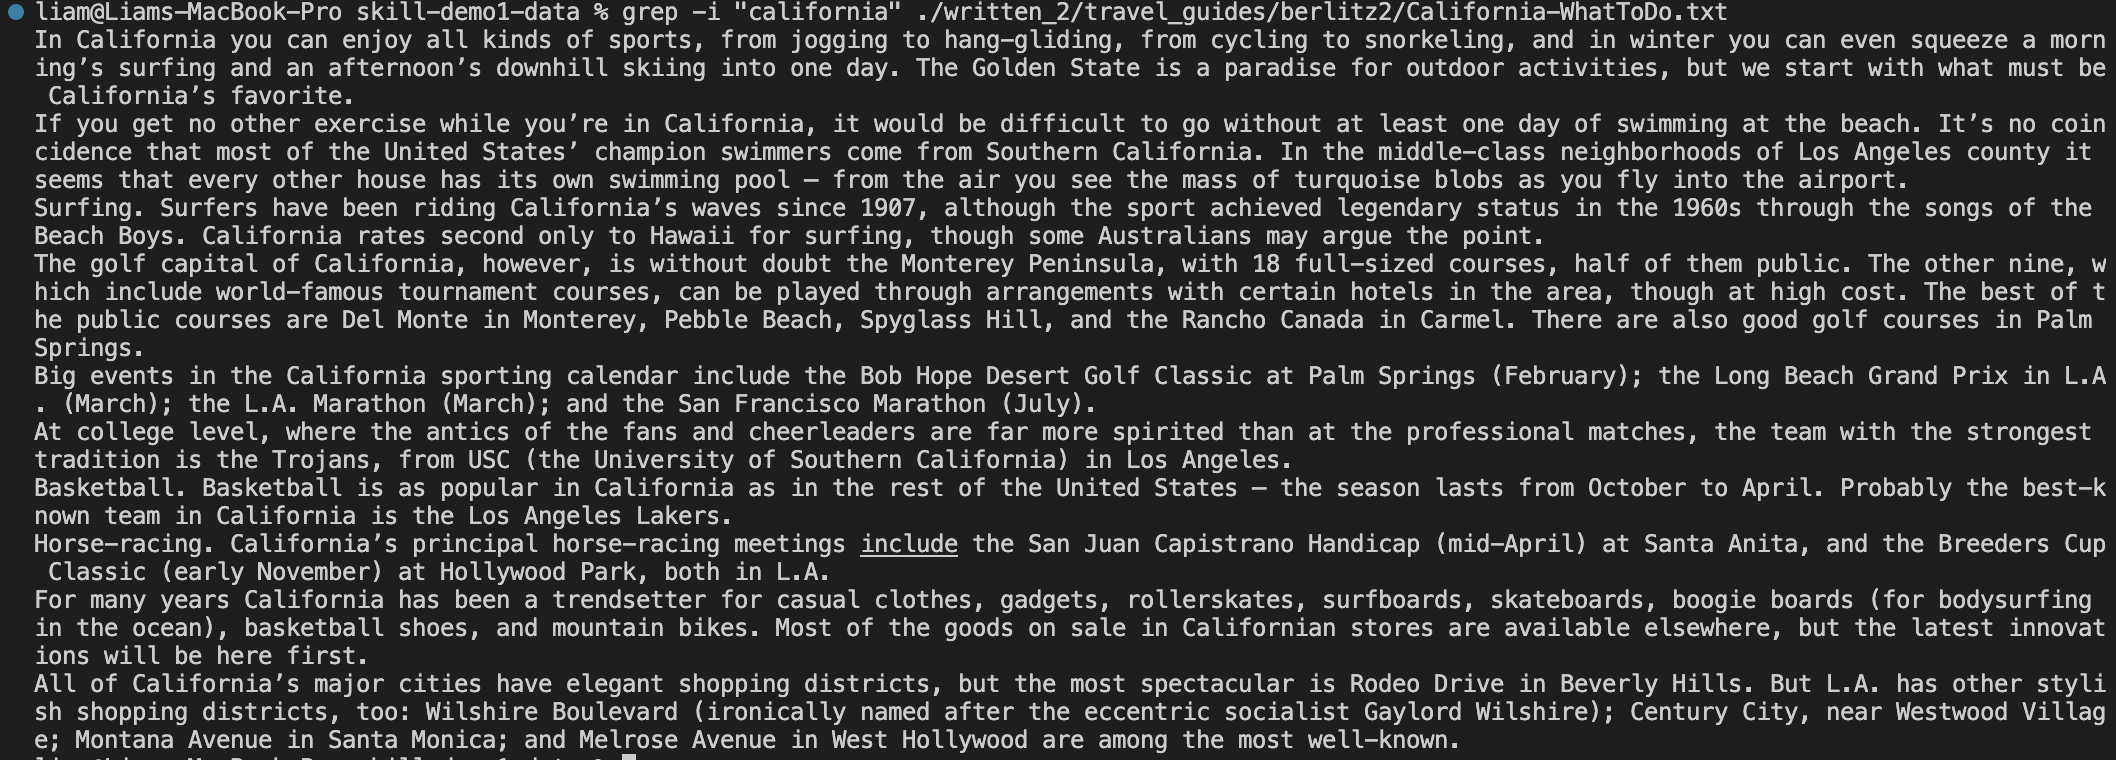 liam@Liams-MacBook-Pro skill-demo1-data % grep -i "california" ./written_2/travel_guides/berlitz2/California-WhatToDo.txt
In California you can enjoy all kinds of sports, from jogging to hang-gliding, from cycling to snorkeling, and in winter you can even squeeze a morn
ing’s surfing and an afternoon’s downhill skiing into one day. The Golden State is a paradise for outdoor activities, but we start with what must be
 California’s favorite.
If you get no other exercise while you’re in California, it would be difficult to go without at least one day of swimming at the beach. It’s no coin
cidence that most of the United States’ champion swimmers come from Southern California. In the middle-class neighborhoods of Los Angeles county it
seems that every other house has its own swimming pool — from the air you see the mass of turquoise blobs as you fly into the airport.
Surfing. Surfers have been riding California’s waves since 1907, although the sport achieved legendary status in the 1960s through the songs of the
Beach Boys. California rates second only to Hawaii for surfing, though some Australians may argue the point.
The golf capital of California, however, is without doubt the Monterey Peninsula, with 18 full-sized courses, half of them public. The other nine, w
hich include world-famous tournament courses, can be played through arrangements with certain hotels in the area, though at high cost. The best of t
he public courses are Del Monte in Monterey, Pebble Beach, Spyglass Hill, and the Rancho Canada in Carmel. There are also good golf courses in Palm
Springs.
Big events in the California sporting calendar include the Bob Hope Desert Golf Classic at Palm Springs (February); the Long Beach Grand Prix in L.A
. (March); the L.A. Marathon (March); and the San Francisco Marathon (July).
At college level, where the antics of the fans and cheerleaders are far more spirited than at the professional matches, the team with the strongest
tradition is the Trojans, from USC (the University of Southern California) in Los Angeles.
Basketball. Basketball is as popular in California as in the rest of the United States — the season lasts from October to April. Probably the best-k
nown team in California is the Los Angeles Lakers.
Horse-racing. California’s principal horse-racing meetings include the San Juan Capistrano Handicap (mid-April) at Santa Anita, and the Breeders Cup
 Classic (early November) at Hollywood Park, both in L.A.
For many years California has been a trendsetter for casual clothes, gadgets, rollerskates, surfboards, skateboards, boogie boards (for bodysurfing
in the ocean), basketball shoes, and mountain bikes. Most of the goods on sale in Californian stores are available elsewhere, but the latest innovat
ions will be here first.
All of California’s major cities have elegant shopping districts, but the most spectacular is Rodeo Drive in Beverly Hills. But L.A. has other styli
sh shopping districts, too: Wilshire Boulevard (ironically named after the eccentric socialist Gaylord Wilshire); Century City, near Westwood Villag
e; Montana Avenue in Santa Monica; and Melrose Avenue in West Hollywood are among the most well-known.